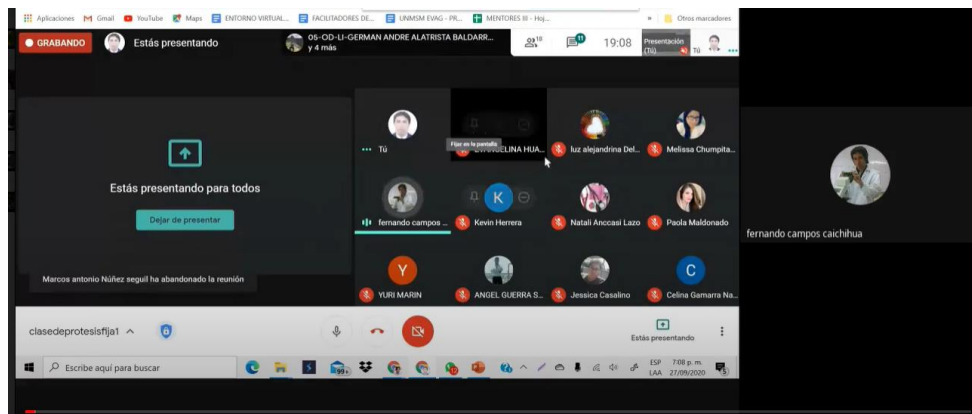 Aplicaciones Gmail YouTube Maps ENTORNO VIRTUAL... FACILITADORES DE... UNMSM EVAG - PR... MENTORES III - Hoj... » Otros marcadores
GRABANDO Estás presentando 05-OD-LI-GERMAN ANDRE ALATRISTA BALDARR... 10 11 19:08 Presentación
y 4 más (Tú) Tú
Fijar en la pantalla
Tú HUA... luz alejandrina Del... Melissa Chumpita...
Estás presentando para todos
Dejar de presentar
K
fernando campos ... Kevin Herrera Natali Anccasi Lazo Paola Maldonado
fernando campos caichihua
Marcos antonio Núñez seguil ha abandonado la reunión
Y C
YURI MARIN ANGEL GUERRA S... Jessica Casalino Celina Gamarra Na...
clasedeprotesisfija1
Estás presentando
Escribe aquí para buscar 99+ ESP 7:08 p. m.
LAA 27/09/2020 5